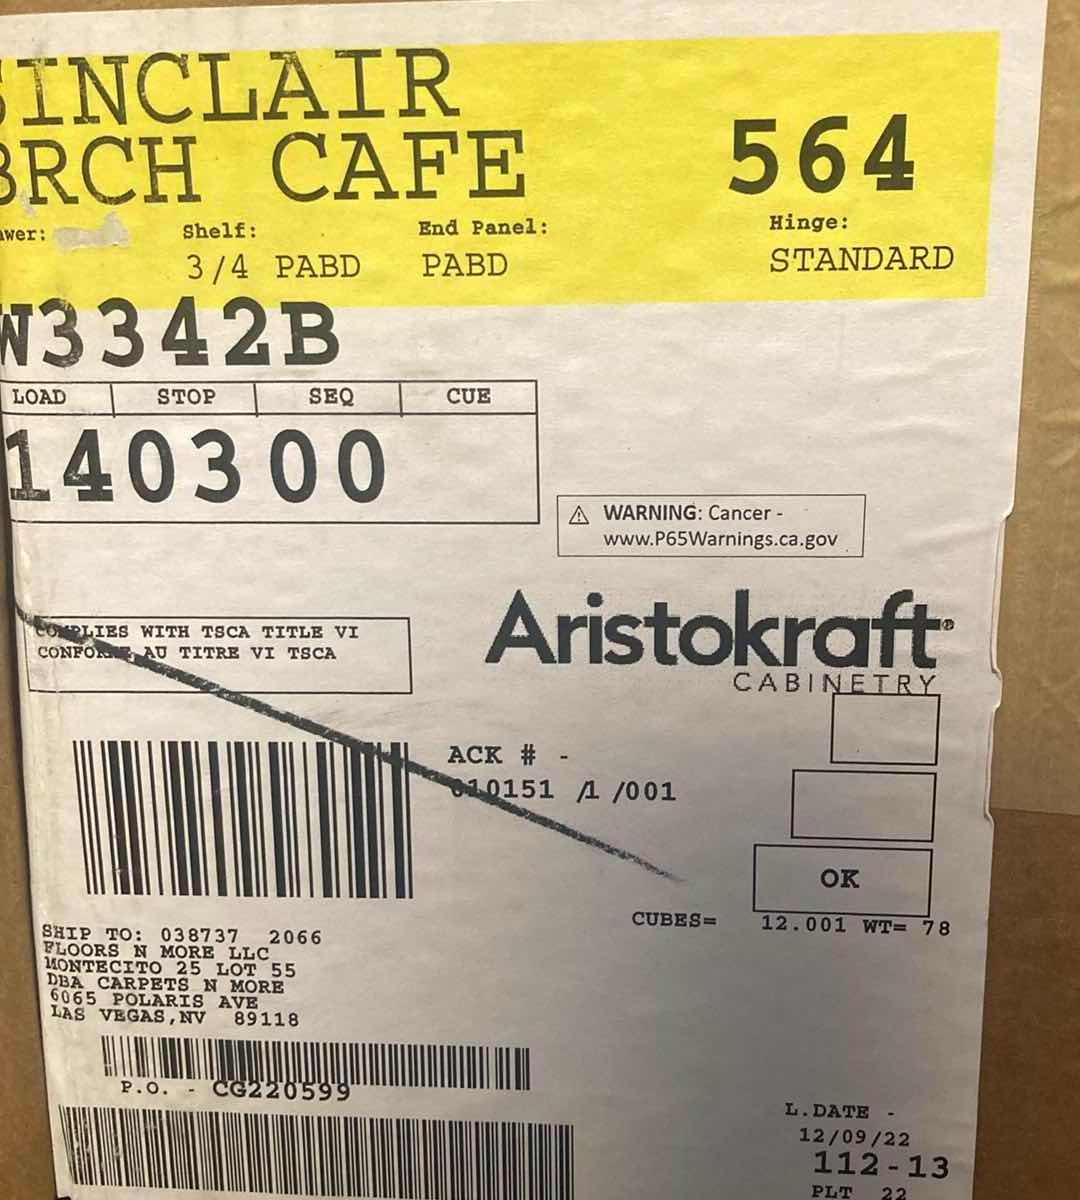 SINCLAIR
BRCH CAFE
564
Shelf:
End Panel:
Hinge:
3/4 PABD
PABD
STANDARD
W3342B
LOAD STOP SEQ CUE
140300
WARNING: Cancer -
www.P65Warnings.ca.gov
COMPLIES WITH TSCA TITLE VI
CONFORME AU TITRE VI TSCA
Aristokraft®
CABINETRY
ACK # -
010151 /1 /001
OK
CUBES= 12.001 WT= 78
SHIP TO: 038737 2066
FLOORS N MORE LLC
MONTECITO 25 LOT 55
DBA CARPETS N MORE
6065 POLARIS AVE
LAS VEGAS,NV 89118
P.O. - CG220599
L.DATE -
12/09/22
112-13
PLT 22